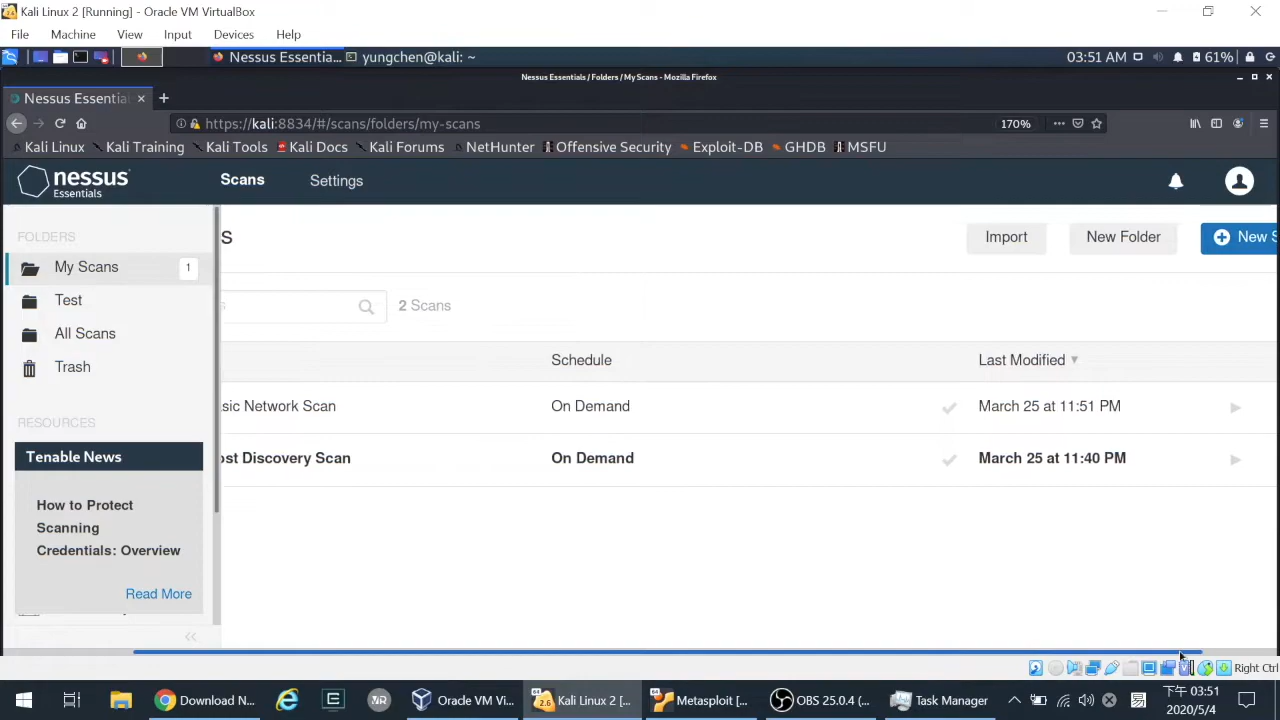 Kali Linux 2 [Running] - Oracle VM VirtualBox
File Machine View Input Devices Help
Nessus Essentia... yungchen@kali: ~ 03:51 AM 61%
Nessus Essentials / Folders / My Scans - Mozilla Firefox
Nessus Essentia
https://kali:8834/#/scans/folders/my-scans 170%
Kali Linux Kali Training Kali Tools Kali Docs Kali Forums NetHunter Offensive Security Exploit-DB GHDB MSFU
nessus Essentials Scans Settings
FOLDERS
My Scans 1
Test
All Scans
Trash
RESOURCES
Tenable News
How to Protect
Scanning
Credentials: Overview
Read More
s Import New Folder New S
s 2 Scans
Schedule Last Modified
sic Network Scan On Demand March 25 at 11:51 PM
ost Discovery Scan On Demand March 25 at 11:40 PM
Right Ctrl
Download N... Oracle VM Vi... Kali Linux 2 [... Metasploit [... OBS 25.0.4 (... Task Manager
下午 03:51
2020/5/4